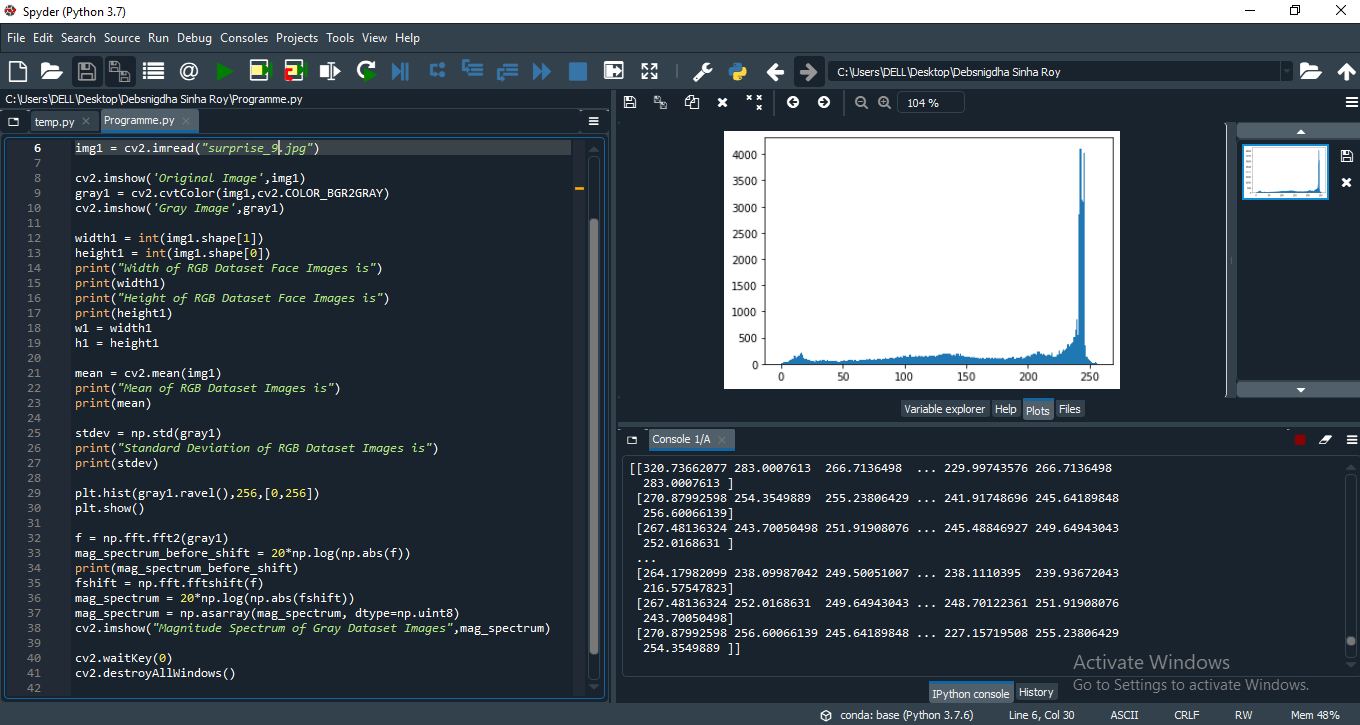 Spyder (Python 3.7)
File Edit Search Source Run Debug Consoles Projects Tools View Help
C:\Users\DELL\Desktop\Debsnigdha Sinha Roy
C:\Users\DELL\Desktop\Debsnigdha Sinha Roy\Programme.py
temp.py
Programme.py
6 img1 = cv2.imread("surprise_9.jpg")
7
8 cv2.imshow('Original Image',img1)
9 gray1 = cv2.cvtColor(img1,cv2.COLOR_BGR2GRAY)
10 cv2.imshow('Gray Image',gray1)
11
12 width1 = int(img1.shape[1])
13 height1 = int(img1.shape[0])
14 print("Width of RGB Dataset Face Images is")
15 print(width1)
16 print("Height of RGB Dataset Face Images is")
17 print(height1)
18 w1 = width1
19 h1 = height1
20
21 mean = cv2.mean(img1)
22 print("Mean of RGB Dataset Images is")
23 print(mean)
24
25 stdev = np.std(gray1)
26 print("Standard Deviation of RGB Dataset Images is")
27 print(stdev)
28
29 plt.hist(gray1.ravel(),256,[0,256])
30 plt.show()
31
32 f = np.fft.fft2(gray1)
33 mag_spectrum_before_shift = 20*np.log(np.abs(f))
34 print(mag_spectrum_before_shift)
35 fshift = np.fft.fftshift(f)
36 mag_spectrum = 20*np.log(np.abs(fshift))
37 mag_spectrum = np.asarray(mag_spectrum, dtype=np.uint8)
38 cv2.imshow("Magnitude Spectrum of Gray Dataset Images",mag_spectrum)
39
40 cv2.waitKey(0)
41 cv2.destroyAllWindows()
42
104 %
4000
3500
3000
2500
2000
1500
1000
500
0
0 50 100 150 200 250
Variable explorer Help Plots Files
Console 1/A
[[320.73662077 283.0007613 266.7136498 ... 229.99743576 266.7136498
283.0007613 ]
[270.87992598 254.3549889 255.23806429 ... 241.91748696 245.64189848
256.60066139]
[267.48136324 243.70050498 251.91908076 ... 245.48846927 249.64943043
252.0168631 ]
...
[264.17982099 238.09987042 249.50051007 ... 238.1110395 239.93672043
216.57547823]
[267.48136324 252.0168631 249.64943043 ... 248.70122361 251.91908076
243.70050498]
[270.87992598 256.60066139 245.64189848 ... 227.15719508 255.23806429
254.3549889 ]]
Activate Windows
Go to Settings to activate Windows.
IPython console History
conda: base (Python 3.7.6) Line 6, Col 30 ASCII CRLF RW Mem 48%